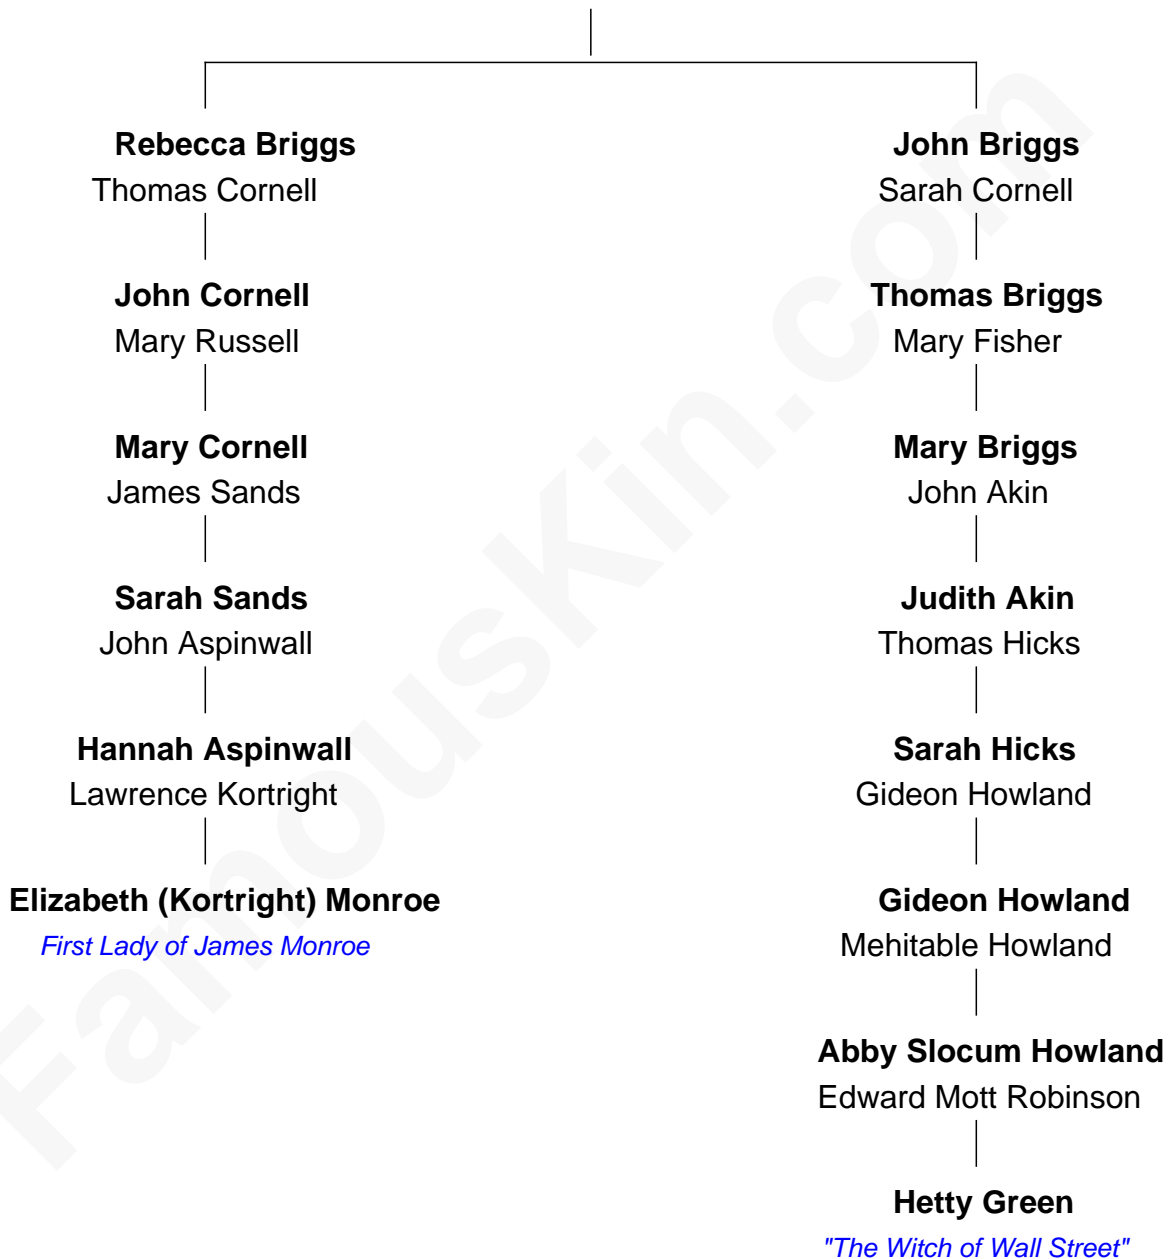 Rebecca Briggs
Thomas Cornell
John Cornell
Mary Russell
Mary Cornell
James Sands
Sarah Sands
John Aspinwall
Hannah Aspinwall
Lawrence Kortright
Elizabeth (Kortright) Monroe
First Lady of James Monroe
John Briggs
Sarah Cornell
Thomas Briggs
Mary Fisher
Mary Briggs
John Akin
Judith Akin
Thomas Hicks
Sarah Hicks
Gideon Howland
Gideon Howland
Mehitable Howland
Abby Slocum Howland
Edward Mott Robinson
Hetty Green
"The Witch of Wall Street"
FamousKin.com